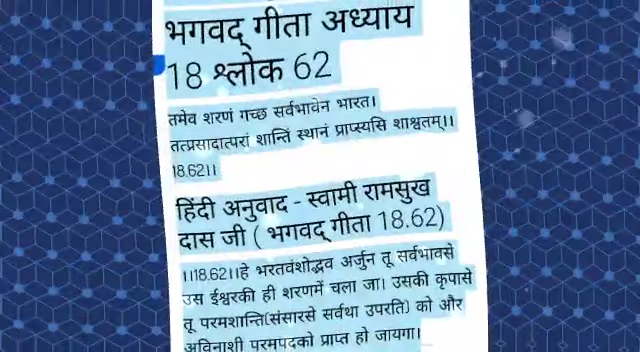 भगवद् गीता अध्याय
18 श्लोक 62
तमेव शरणं गच्छ सर्वभावेन भारत।
तत्प्रसादात्परां शान्तिं स्थानं प्राप्स्यसि शाश्वतम्।।
18.62।।
हिंदी अनुवाद - स्वामी रामसुख
दास जी ( भगवद् गीता 18.62)
।।18.62।।हे भरतवंशोद्भव अर्जुन तू सर्वभावसे
उस ईश्वरकी ही शरणमें चला जा। उसकी कृपासे
तू परमशान्ति(संसारसे सर्वथा उपरति) को और
अविनाशी परमपदको प्राप्त हो जायगा।